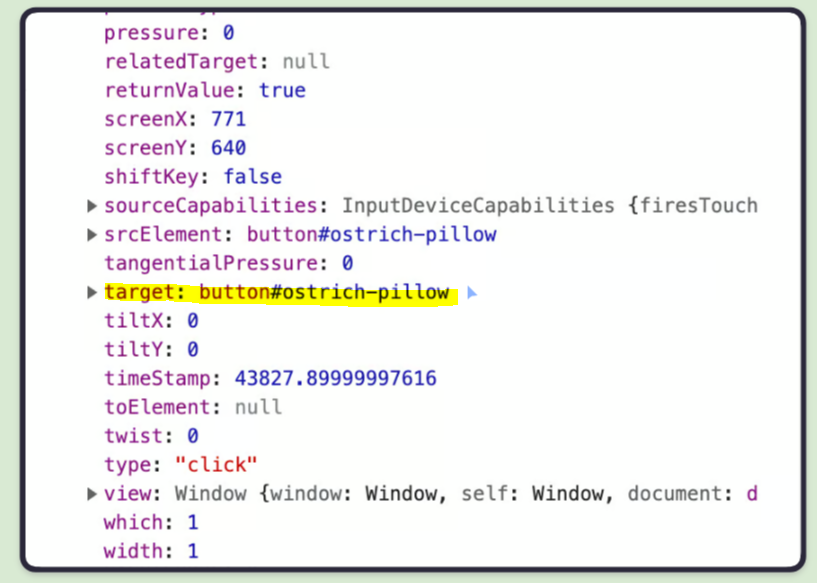 pressure: 0
relatedTarget: null
returnValue: true
screenX: 771
screenY: 640
shiftKey: false
sourceCapabilities: InputDeviceCapabilities {firesTouch
srcElement: button#ostrich-pillow
tangentialPressure: 0
target: button#ostrich-pillow
tiltX: 0
tiltY: 0
timeStamp: 43827.89999997616
toElement: null
twist: 0
type: "click"
view: Window {window: Window, self: Window, document: d
which: 1
width: 1